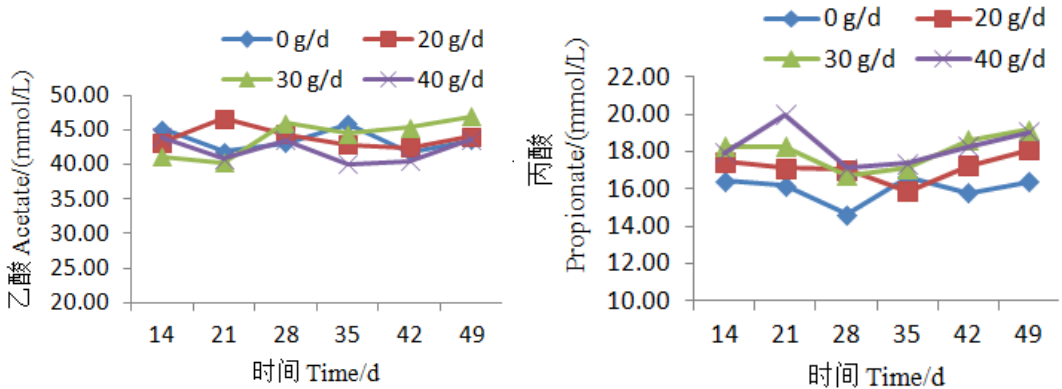 0 g/d
20 g/d
30 g/d
40 g/d
乙酸 Acetate/(mmol/L)
50.00
45.00
40.00
35.00
30.00
25.00
20.00
14 21 28 35 42 49
时间 Time/d
0 g/d
20 g/d
30 g/d
40 g/d
丙酸
Propionate/(mmol/L)
22.00
20.00
18.00
16.00
14.00
12.00
10.00
14 21 28 35 42 49
时间 Time/d